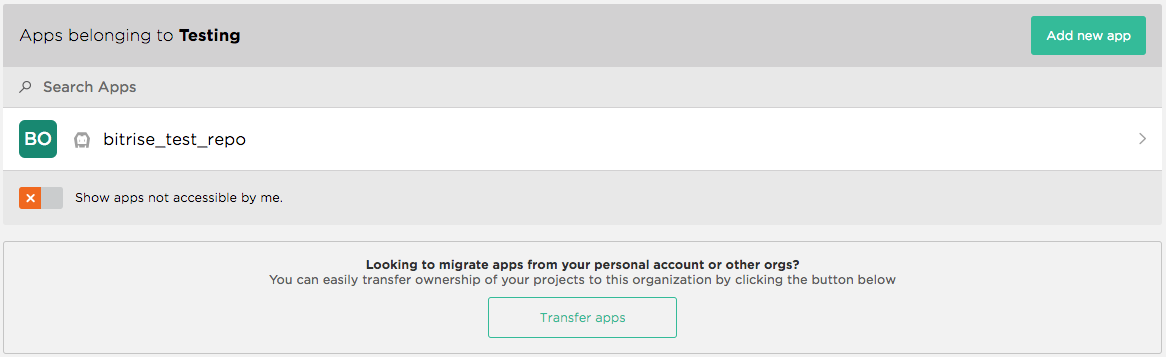 Apps belonging to Testing
Add new app
Search Apps
BO
bitrise_test_repo
Show apps not accessible by me.
Looking to migrate apps from your personal account or other orgs?
You can easily transfer ownership of your projects to this organization by clicking the button below
Transfer apps